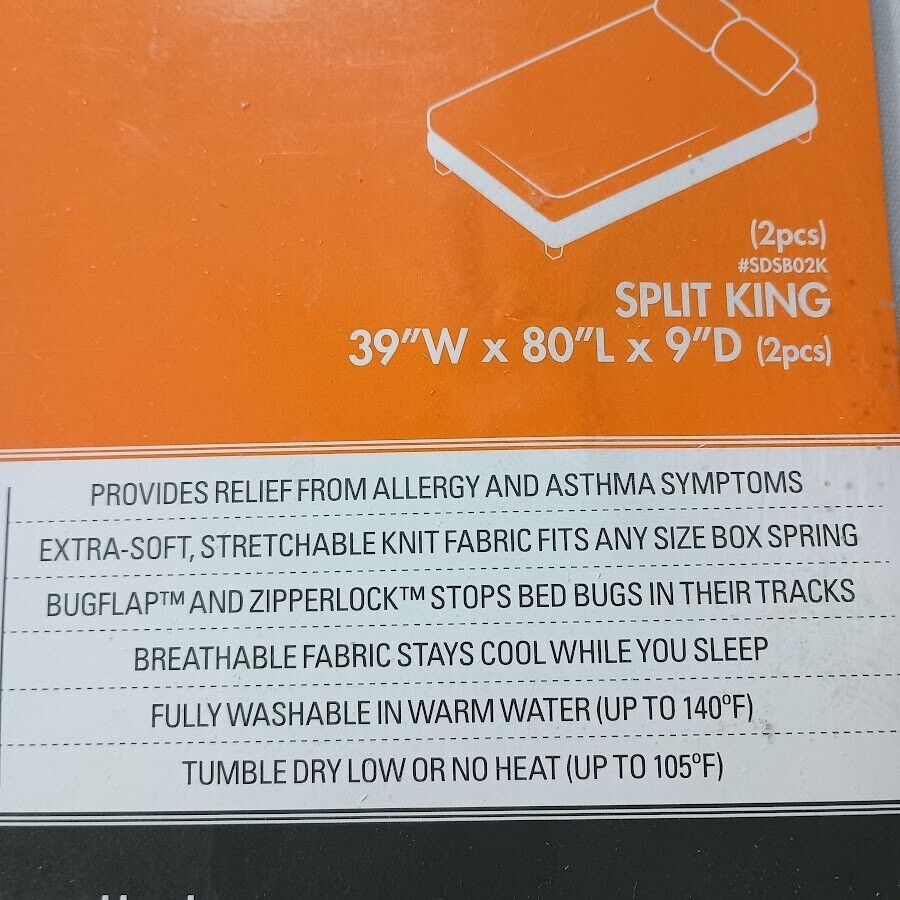 (2pcs)
#SDSB02K
SPLIT KING
39"W x 80"L x 9"D (2pcs)
PROVIDES RELIEF FROM ALLERGY AND ASTHMA SYMPTOMS
EXTRA-SOFT, STRETCHABLE KNIT FABRIC FITS ANY SIZE BOX SPRING
BUGFLAP™ AND ZIPPERLOCK™ STOPS BED BUGS IN THEIR TRACKS
BREATHABLE FABRIC STAYS COOL WHILE YOU SLEEP
FULLY WASHABLE IN WARM WATER (UP TO 140ºF)
TUMBLE DRY LOW OR NO HEAT (UP TO 105ºF)